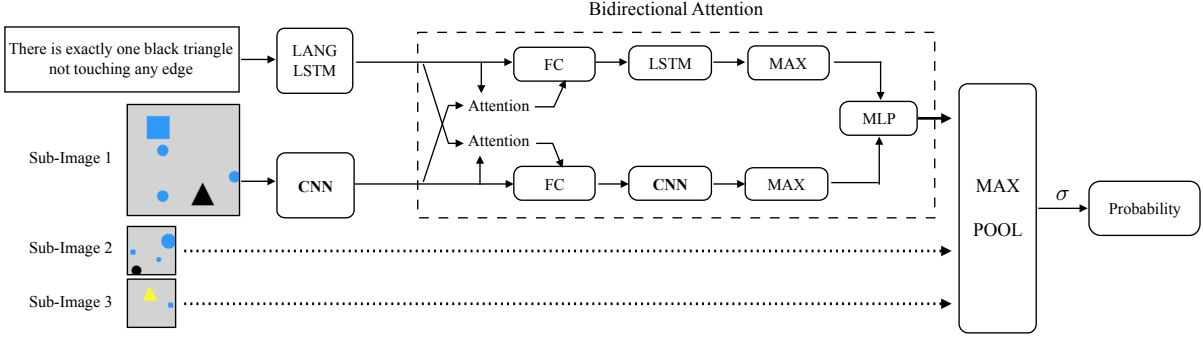 Bidirectional Attention
There is exactly one black triangle
not touching any edge
LANG
LSTM
FC
LSTM
MAX
Attention
Attention
MLP
Sub-Image 1
CNN
FC
CNN
MAX
MAX
POOL
σ
Probability
Sub-Image 2
Sub-Image 3